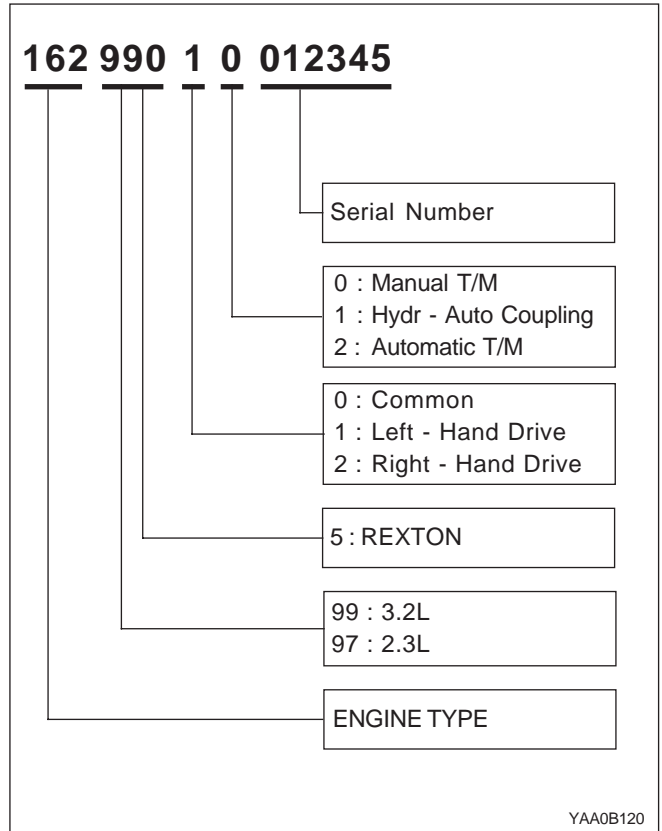 162 990 1 0 012345
Serial Number
0 : Manual T/M
1 : Hydr - Auto Coupling
2 : Automatic T/M
0 : Common
1 : Left - Hand Drive
2 : Right - Hand Drive
5 : REXTON
99 : 3.2L
97 : 2.3L
ENGINE TYPE
YAA0B120